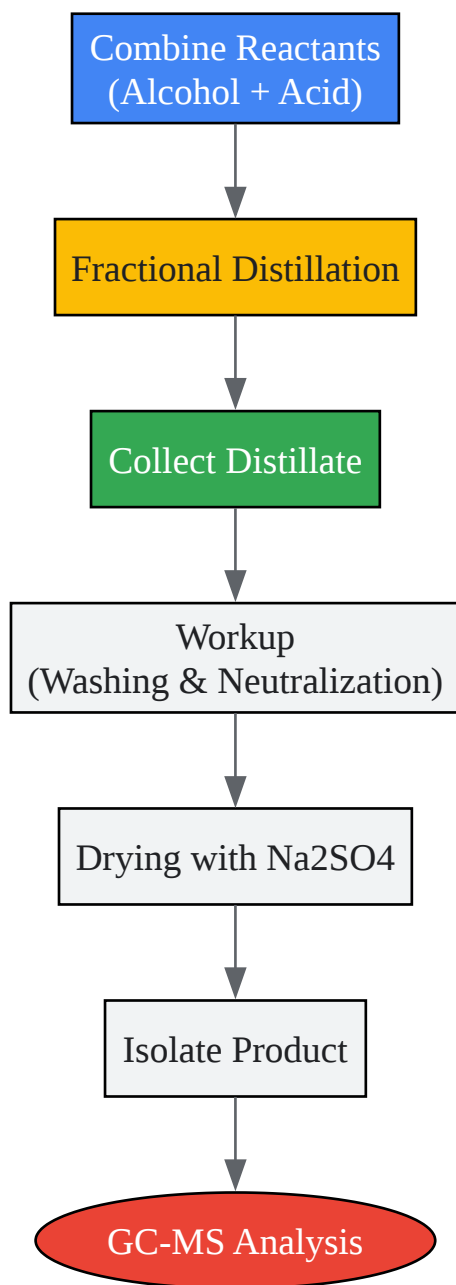 Combine Reactants
(Alcohol + Acid)
Fractional Distillation
Collect Distillate
Workup
(Washing & Neutralization)
Drying with Na2SO4
Isolate Product
GC-MS Analysis